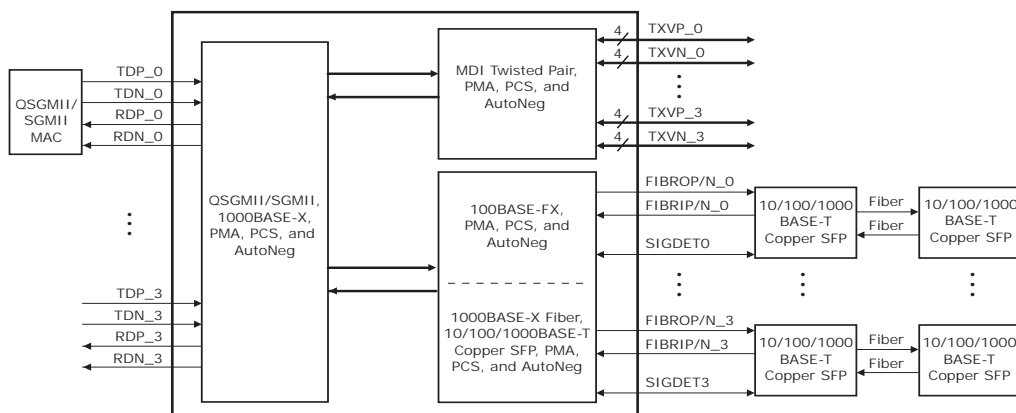 QSGMII/
SGMII
MAC
TDP_0
TDN_0
RDP_0
RDN_0
TDP_3
TDN_3
RDP_3
RDN_3
QSGMII/SGMII,
1000BASE-X,
PMA, PCS, and
AutoNeg
MDI Twisted Pair,
PMA, PCS, and
AutoNeg
4 TXVP_0
4 TXVN_0
4 TXVP_3
4 TXVN_3
100BASE-FX,
PMA, PCS, and
AutoNeg
1000BASE-X Fiber,
10/100/1000BASE-T
Copper SFP, PMA,
PCS, and AutoNeg
FIBROP/N_0
FIBRIP/N_0
SIGDET0
10/100/1000
BASE-T
Copper SFP
Fiber
Fiber
10/100/1000
BASE-T
Copper SFP
FIBROP/N_3
FIBRIP/N_3
SIGDET3
10/100/1000
BASE-T
Copper SFP
Fiber
Fiber
10/100/1000
BASE-T
Copper SFP